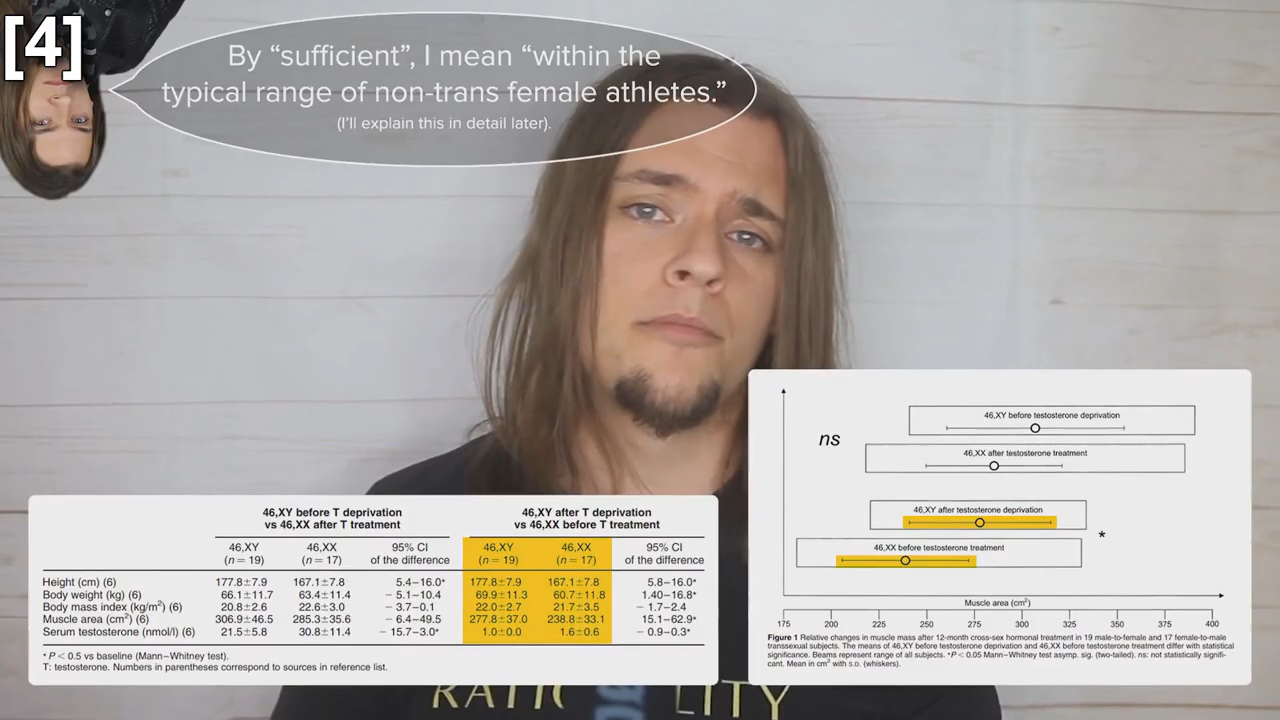 [4]
By “sufficient”, I mean “within the
typical range of non-trans female athletes.”
(I'll explain this in detail later).
46,XY before T deprivation
vs 46,XX after T treatment
46,XY after T deprivation
vs 46,XX before T treatment
46,XY (n = 19) 46,XX (n = 17) 95% CI of the difference 46,XY (n = 19) 46,XX (n = 17) 95% CI of the difference
Height (cm) (6) 177.8±7.9 167.1±7.8 5.4–16.0* 177.8±7.9 167.1±7.8 5.8–16.0*
Body weight (kg) (6) 66.1±11.7 63.4±11.4 − 5.1–10.4 69.9±11.3 60.7±11.8 1.40–16.8*
Body mass index (kg/m²) (6) 20.8±2.6 22.6±3.0 − 3.7–0.1 22.0±2.7 21.7±3.5 − 1.7–2.4
Muscle area (cm²) (6) 306.9±46.5 285.3±35.6 − 6.4–49.5 277.8±37.0 238.8±33.1 15.1–62.9*
Serum testosterone (nmol/l) (6) 21.5±5.8 30.8±11.4 − 15.7–3.0* 1.0±0.0 1.6±0.6 − 0.9–0.3*
* P < 0.5 vs baseline (Mann–Whitney test).
T: testosterone. Numbers in parentheses correspond to sources in reference list.
46,XY before testosterone deprivation
ns
46,XX after testosterone treatment
46,XY after testosterone deprivation
*
46,XX before testosterone treatment
Muscle area (cm²)
175 200 225 250 275 300 325 350 375 400
Figure 1 Relative changes in muscle mass after 12-month cross-sex hormonal treatment in 19 male-to-female and 17 female-to-male
transsexual subjects. The means of 46,XY before testosterone deprivation and 46,XX before testosterone treatment differ with statistical
significance. Beams represent range of all subjects. *P < 0.05 Mann–Whitney test asymp. sig. (two-tailed). ns: not statistically signifi-
cant. Mean in cm² with S.D. (whiskers).